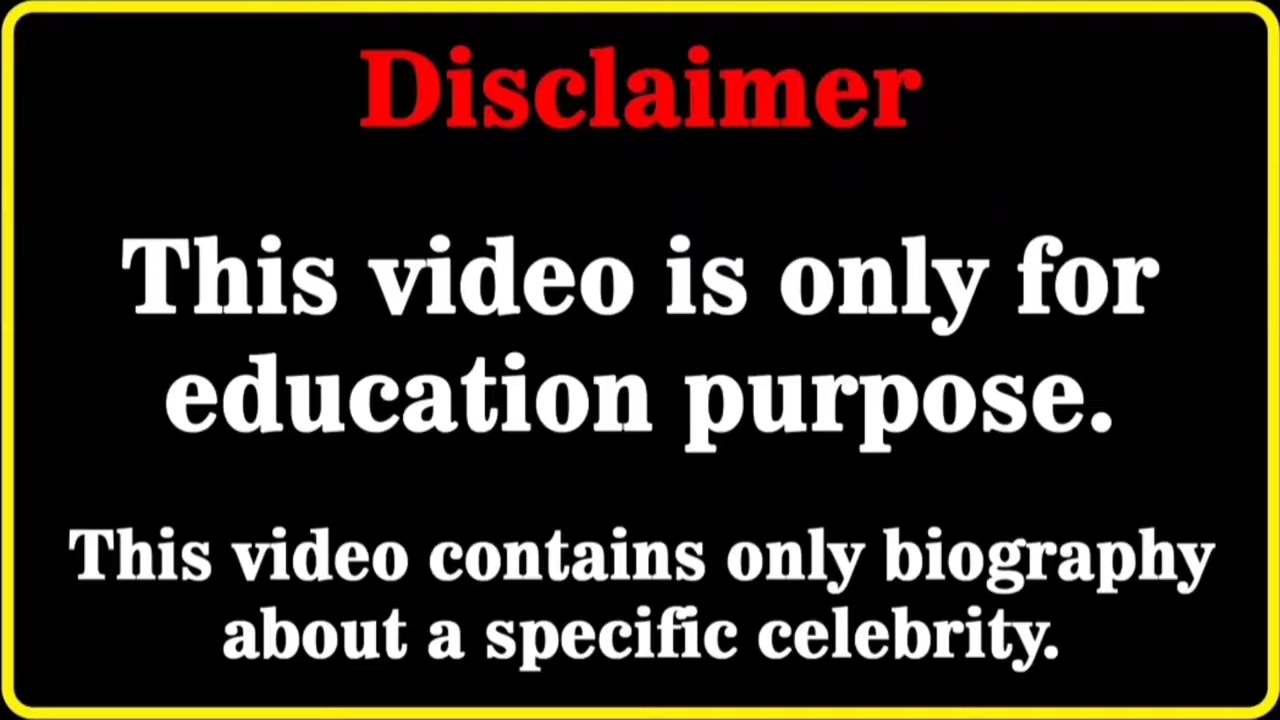 Disclaimer
This video is only for
education purpose.
This video contains only biography
about a specific celebrity.